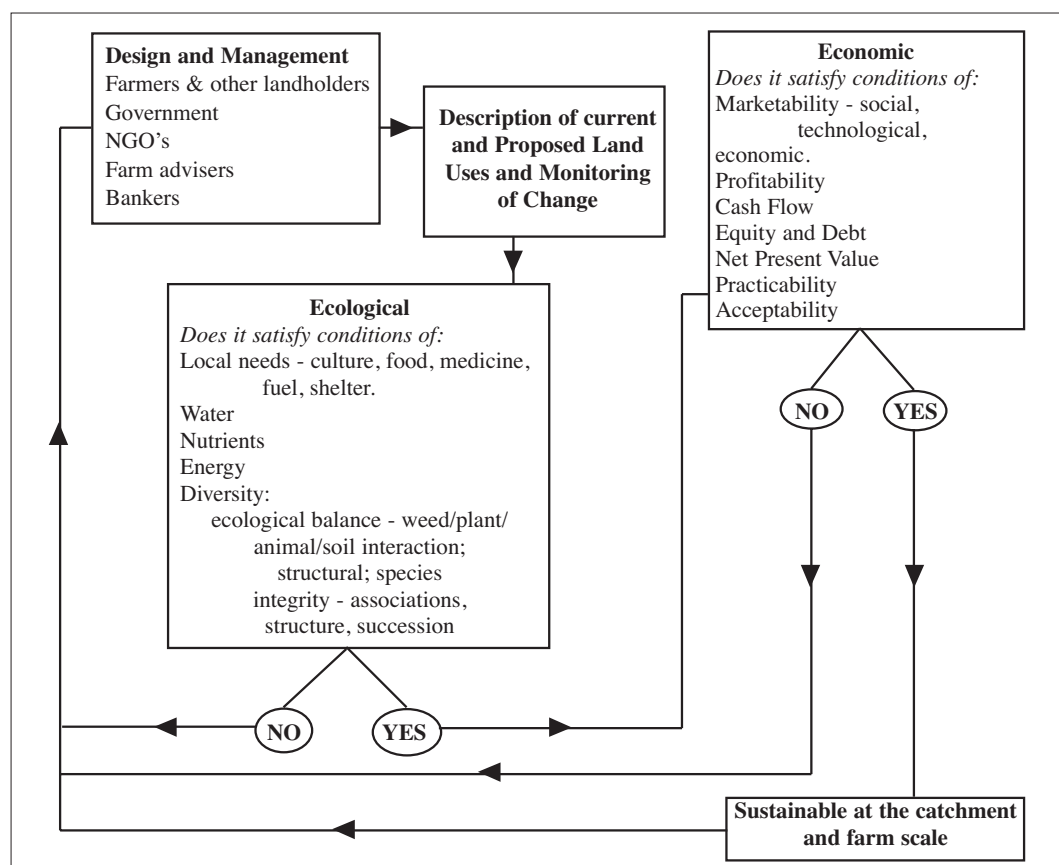 Design and Management
Farmers & other landholders
Government
NGO's
Farm advisers
Bankers
Description of current
and Proposed Land
Uses and Monitoring
of Change
Ecological
Does it satisfy conditions of:
Local needs - culture, food, medicine,
fuel, shelter.
Water
Nutrients
Energy
Diversity:
ecological balance - weed/plant/
animal/soil interaction;
structural; species
integrity - associations,
structure, succession
NO
YES
Economic
Does it satisfy conditions of:
Marketability - social,
technological,
economic.
Profitability
Cash Flow
Equity and Debt
Net Present Value
Practicability
Acceptability
NO
YES
Sustainable at the catchment
and farm scale